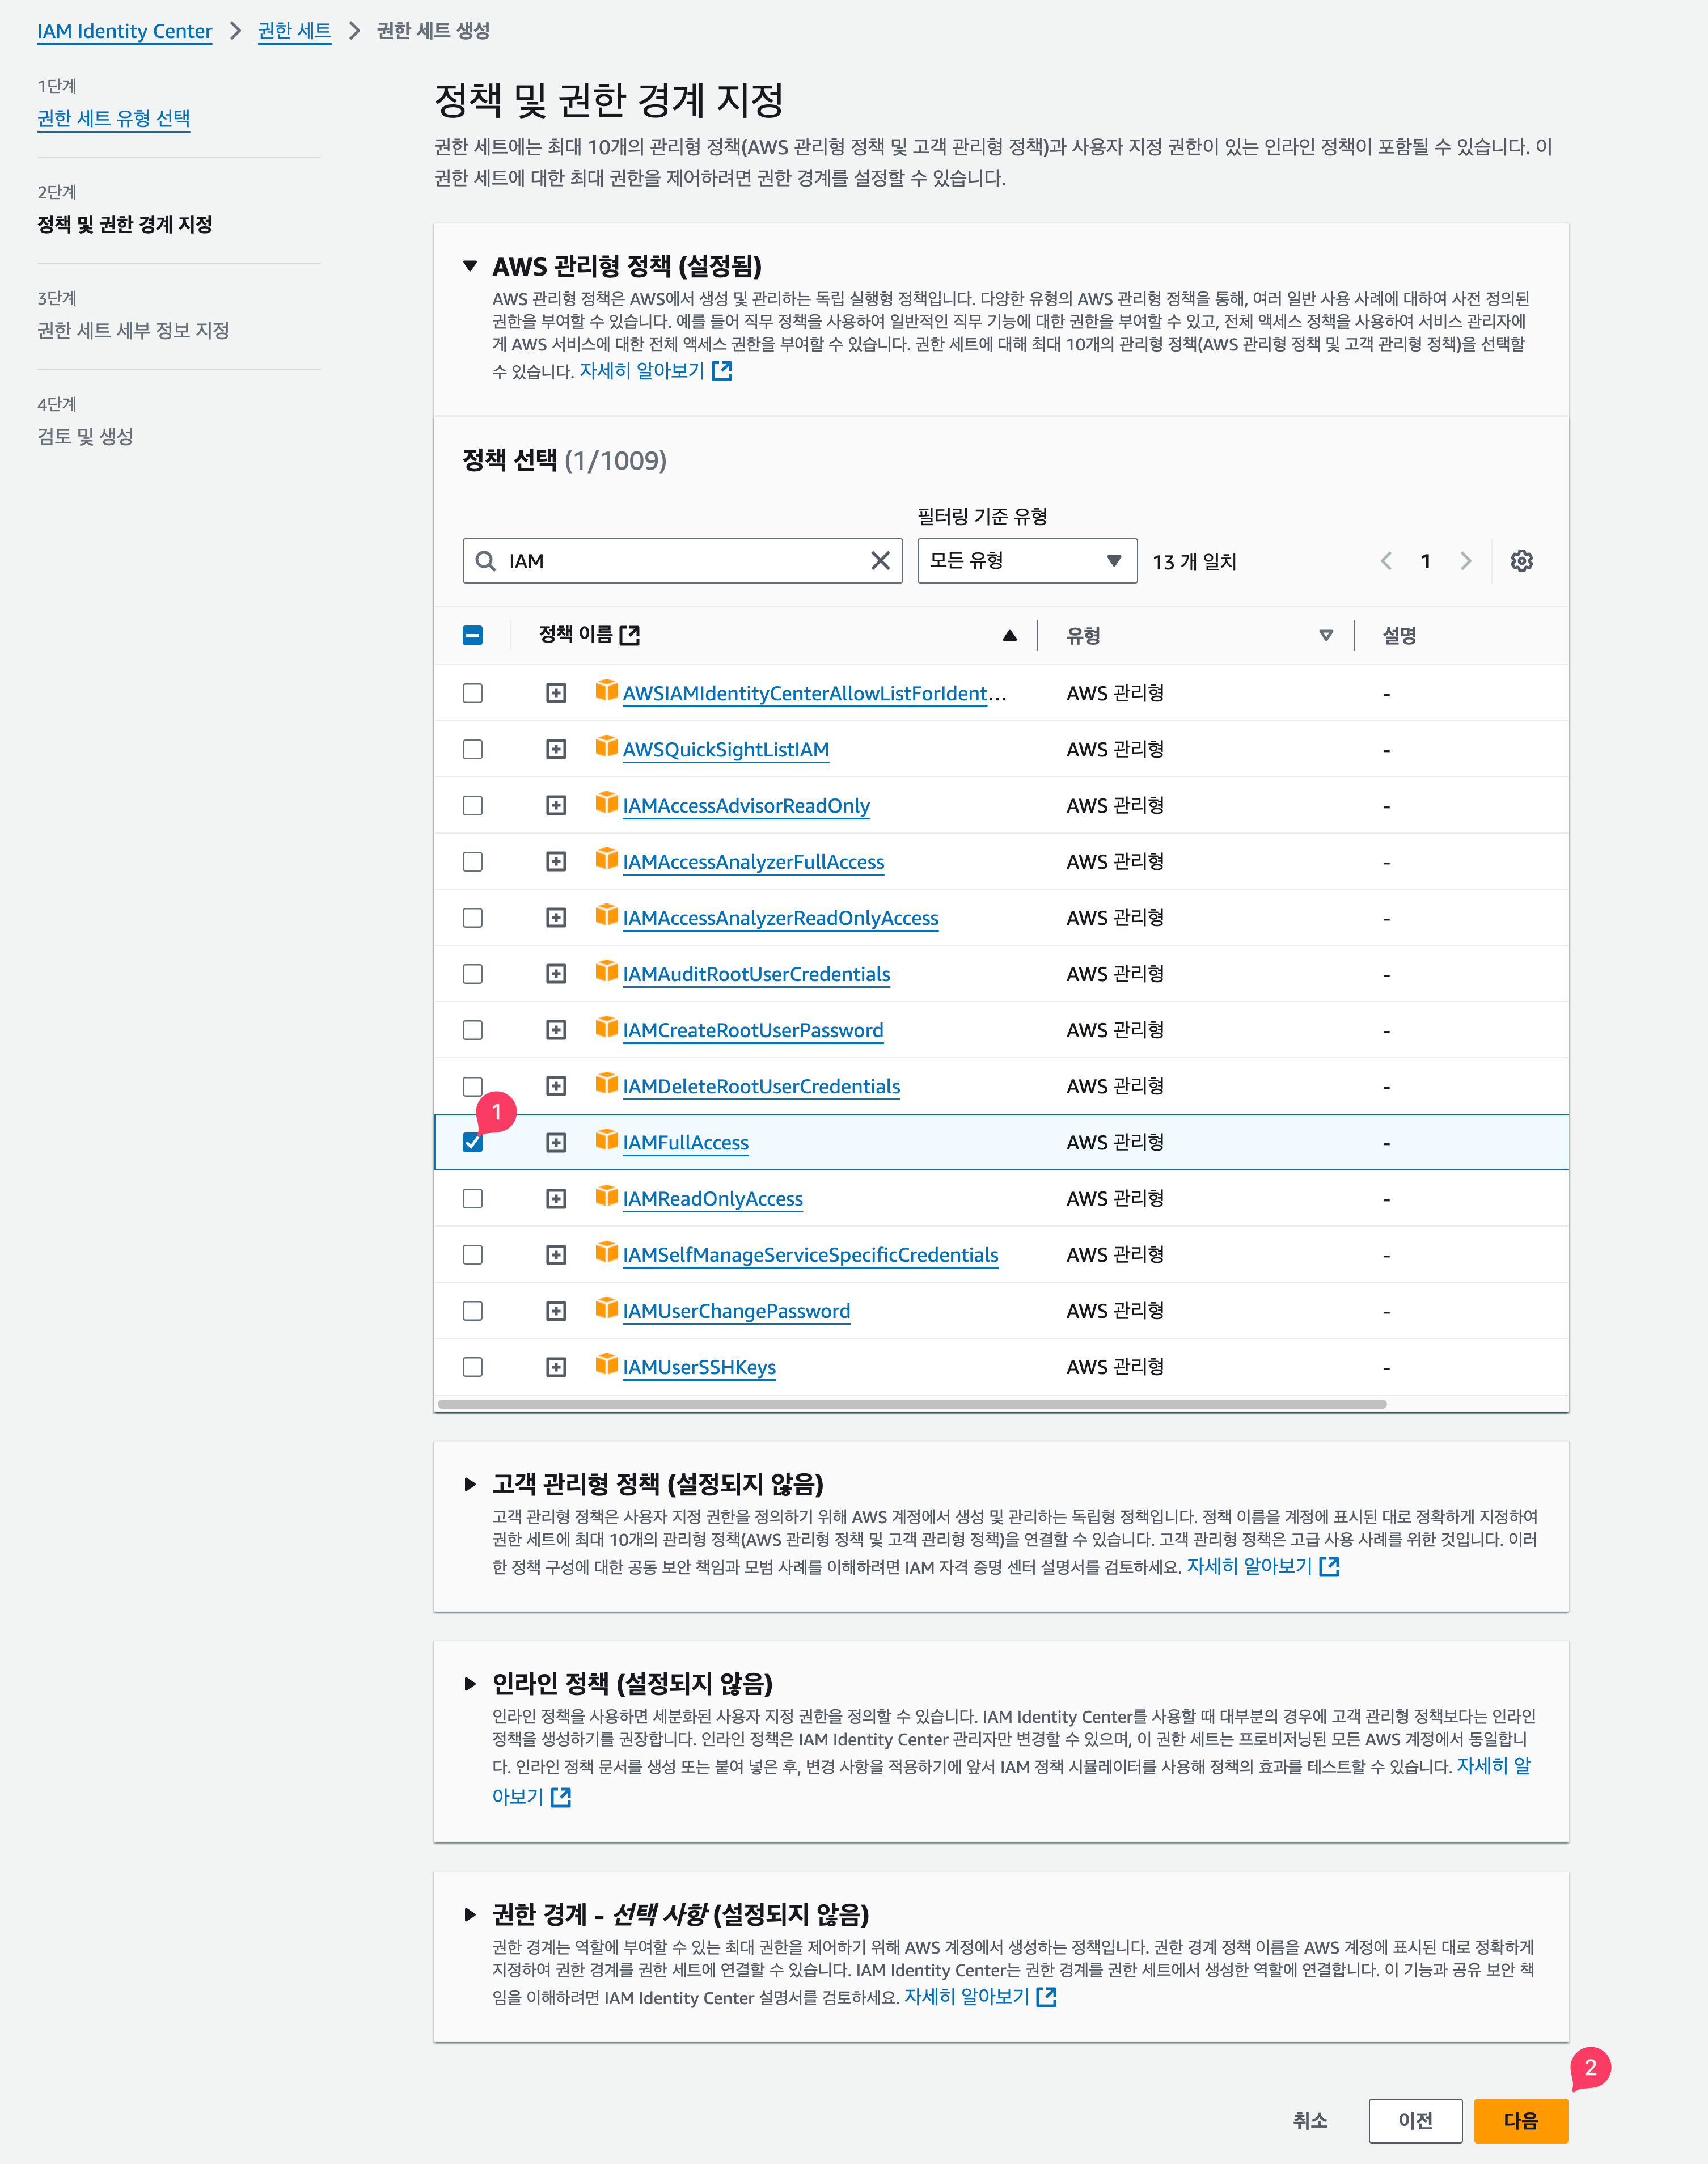 IAM Identity Center > 권한 세트 > 권한 세트 생성
1단계
권한 세트 유형 선택
2단계
정책 및 권한 경계 지정
3단계
권한 세트 세부 정보 지정
4단계
검토 및 생성
정책 및 권한 경계 지정
권한 세트에는 최대 10개의 관리형 정책(AWS 관리형 정책 및 고객 관리형 정책)과 사용자 지정 권한이 있는 인라인 정책이 포함될 수 있습니다. 이
권한 세트에 대한 최대 권한을 제어하려면 권한 경계를 설정할 수 있습니다.
AWS 관리형 정책 (설정됨)
AWS 관리형 정책은 AWS에서 생성 및 관리하는 독립 실행형 정책입니다. 다양한 유형의 AWS 관리형 정책을 통해, 여러 일반 사용 사례에 대하여 사전 정의된
권한을 부여할 수 있습니다. 예를 들어 직무 정책을 사용하여 일반적인 직무 기능에 대한 권한을 부여할 수 있고, 전체 액세스 정책을 사용하여 서비스 관리자에
게 AWS 서비스에 대한 전체 액세스 권한을 부여할 수 있습니다. 권한 세트에 대해 최대 10개의 관리형 정책(AWS 관리형 정책 및 고객 관리형 정책)을 선택할
수 있습니다. 자세히 알아보기
정책 선택 (1/1009)
필터링 기준 유형
IAM 모든 유형 13 개 일치 1
정책 이름 유형 설명
AWSIAMIdentityCenterAllowListForIdent... AWS 관리형 -
AWSQuickSightListIAM AWS 관리형 -
IAMAccessAdvisorReadOnly AWS 관리형 -
IAMAccessAnalyzerFullAccess AWS 관리형 -
IAMAccessAnalyzerReadOnlyAccess AWS 관리형 -
IAMAuditRootUserCredentials AWS 관리형 -
IAMCreateRootUserPassword AWS 관리형 -
IAMDeleteRootUserCredentials AWS 관리형 -
1
IAMFullAccess AWS 관리형 -
IAMReadOnlyAccess AWS 관리형 -
IAMSelfManageServiceSpecificCredentials AWS 관리형 -
IAMUserChangePassword AWS 관리형 -
IAMUserSSHKeys AWS 관리형 -
고객 관리형 정책 (설정되지 않음)
고객 관리형 정책은 사용자 지정 권한을 정의하기 위해 AWS 계정에서 생성 및 관리하는 독립형 정책입니다. 정책 이름을 계정에 표시된 대로 정확하게 지정하여
권한 세트에 최대 10개의 관리형 정책(AWS 관리형 정책 및 고객 관리형 정책)을 연결할 수 있습니다. 고객 관리형 정책은 고급 사용 사례를 위한 것입니다. 이러
한 정책 구성에 대한 공동 보안 책임과 모범 사례를 이해하려면 IAM 자격 증명 센터 설명서를 검토하세요. 자세히 알아보기
인라인 정책 (설정되지 않음)
인라인 정책을 사용하면 세분화된 사용자 지정 권한을 정의할 수 있습니다. IAM Identity Center를 사용할 때 대부분의 경우에 고객 관리형 정책보다는 인라인
정책을 생성하기를 권장합니다. 인라인 정책은 IAM Identity Center 관리자만 변경할 수 있으며, 이 권한 세트는 프로비저닝된 모든 AWS 계정에서 동일합니
다. 인라인 정책 문서를 생성 또는 붙여 넣은 후, 변경 사항을 적용하기에 앞서 IAM 정책 시뮬레이터를 사용해 정책의 효과를 테스트할 수 있습니다. 자세히 알
아보기
권한 경계 - 선택 사항 (설정되지 않음)
권한 경계는 역할에 부여할 수 있는 최대 권한을 제어하기 위해 AWS 계정에서 생성하는 정책입니다. 권한 경계 정책 이름을 AWS 계정에 표시된 대로 정확하게
지정하여 권한 경계를 권한 세트에 연결할 수 있습니다. IAM Identity Center는 권한 경계를 권한 세트에서 생성한 역할에 연결합니다. 이 기능과 공유 보안 책
임을 이해하려면 IAM Identity Center 설명서를 검토하세요. 자세히 알아보기
2
취소 이전 다음